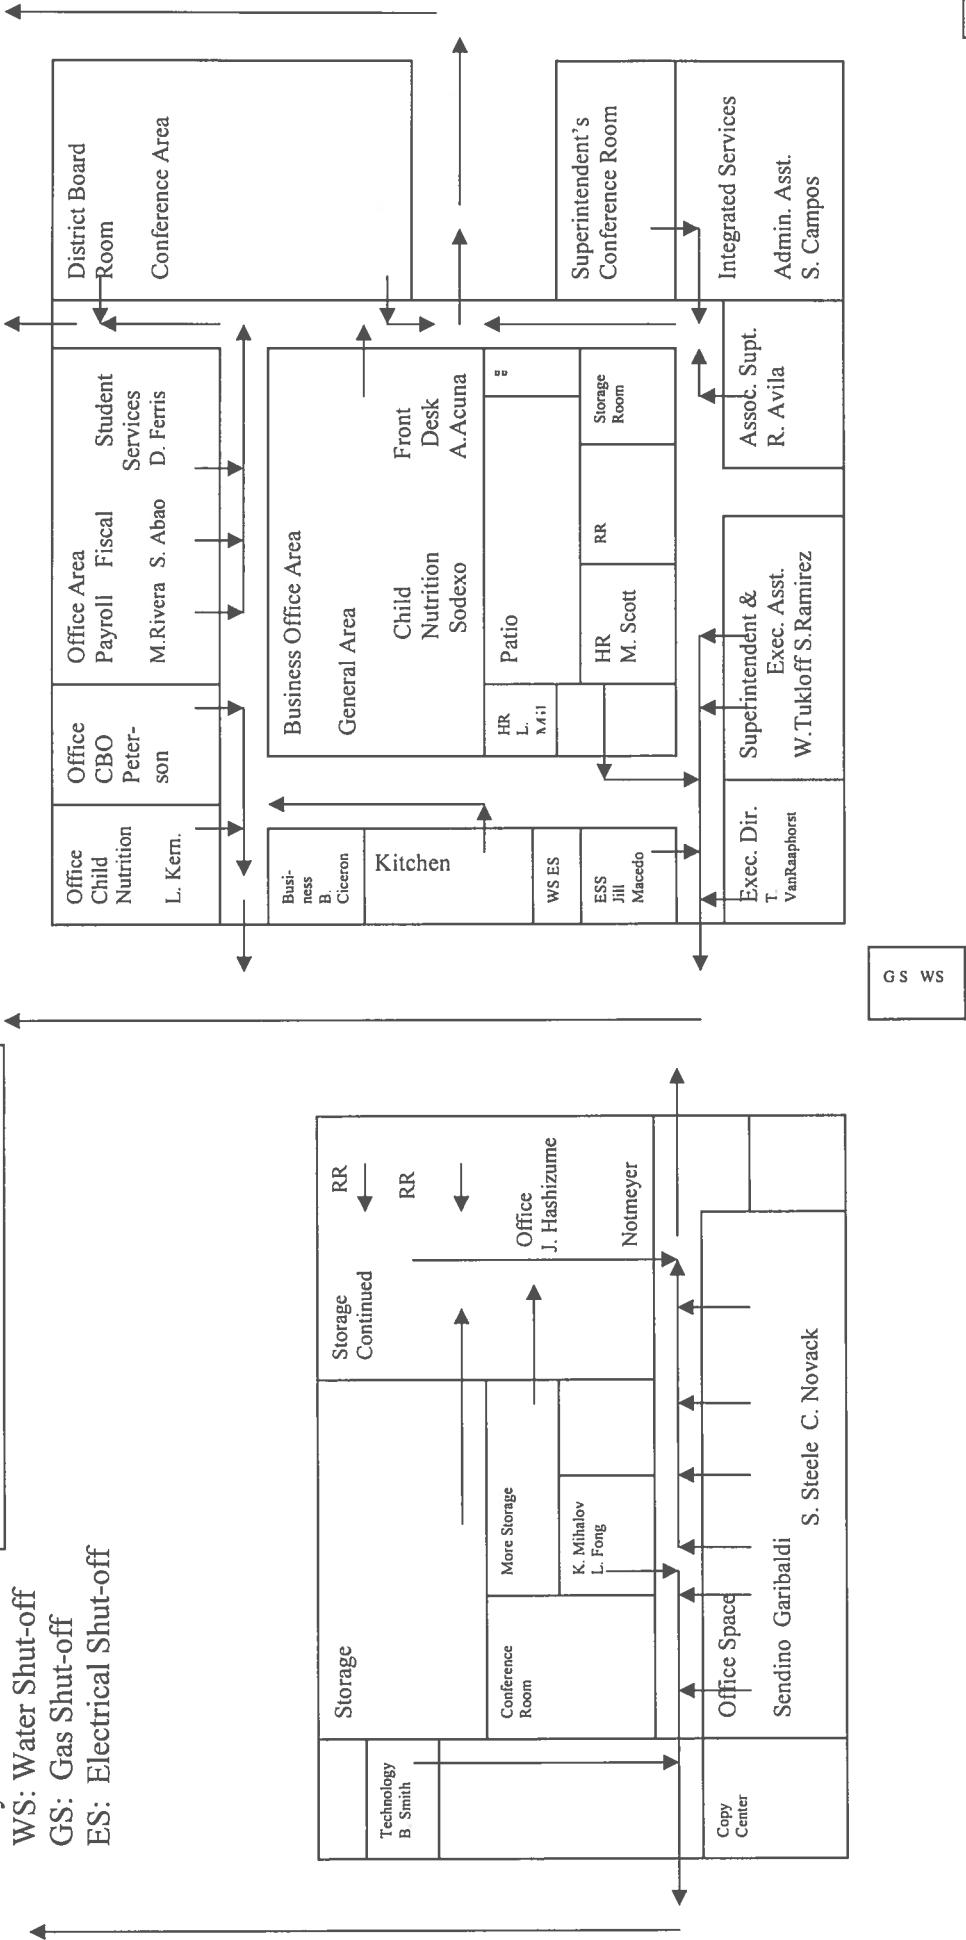 WS: Water Shut-off
GS: Gas Shut-off
ES: Electrical Shut-off
Technology
B. Smith
Copy
Center
Storage
Conference
Room
More Storage
K. Mihalov
L. Fong
Office Space
Sendino Garibaldi
S. Steele C. Novack
Storage
Continued
RR
RR
Office
J. Hashizume
Notmeyer
GS WS
Office
Child
Nutrition
L. Kern.
Office
CBO
Peter-
son
Office Area
Payroll Fiscal
M.Rivera S. Abao
Student
Services
D. Ferris
District Board
Room
Conference Area
Busi-
ness
B.
Ciceron
Kitchen
WS ES
ESS
Jill
Macedo
Business Office Area
General Area
Child
Nutrition
Sodexo
Front
Desk
A.Acuna
HR
L.
Mil
Patio
HR
M. Scott
RR
Storage
Room
Exec. Dir.
T.
VanRaaphorst
Superintendent &
Exec. Asst.
W.Tukloff S.Ramirez
Assoc. Supt.
R. Avila
Superintendent's
Conference Room
Integrated Services
Admin. Asst.
S. Campos